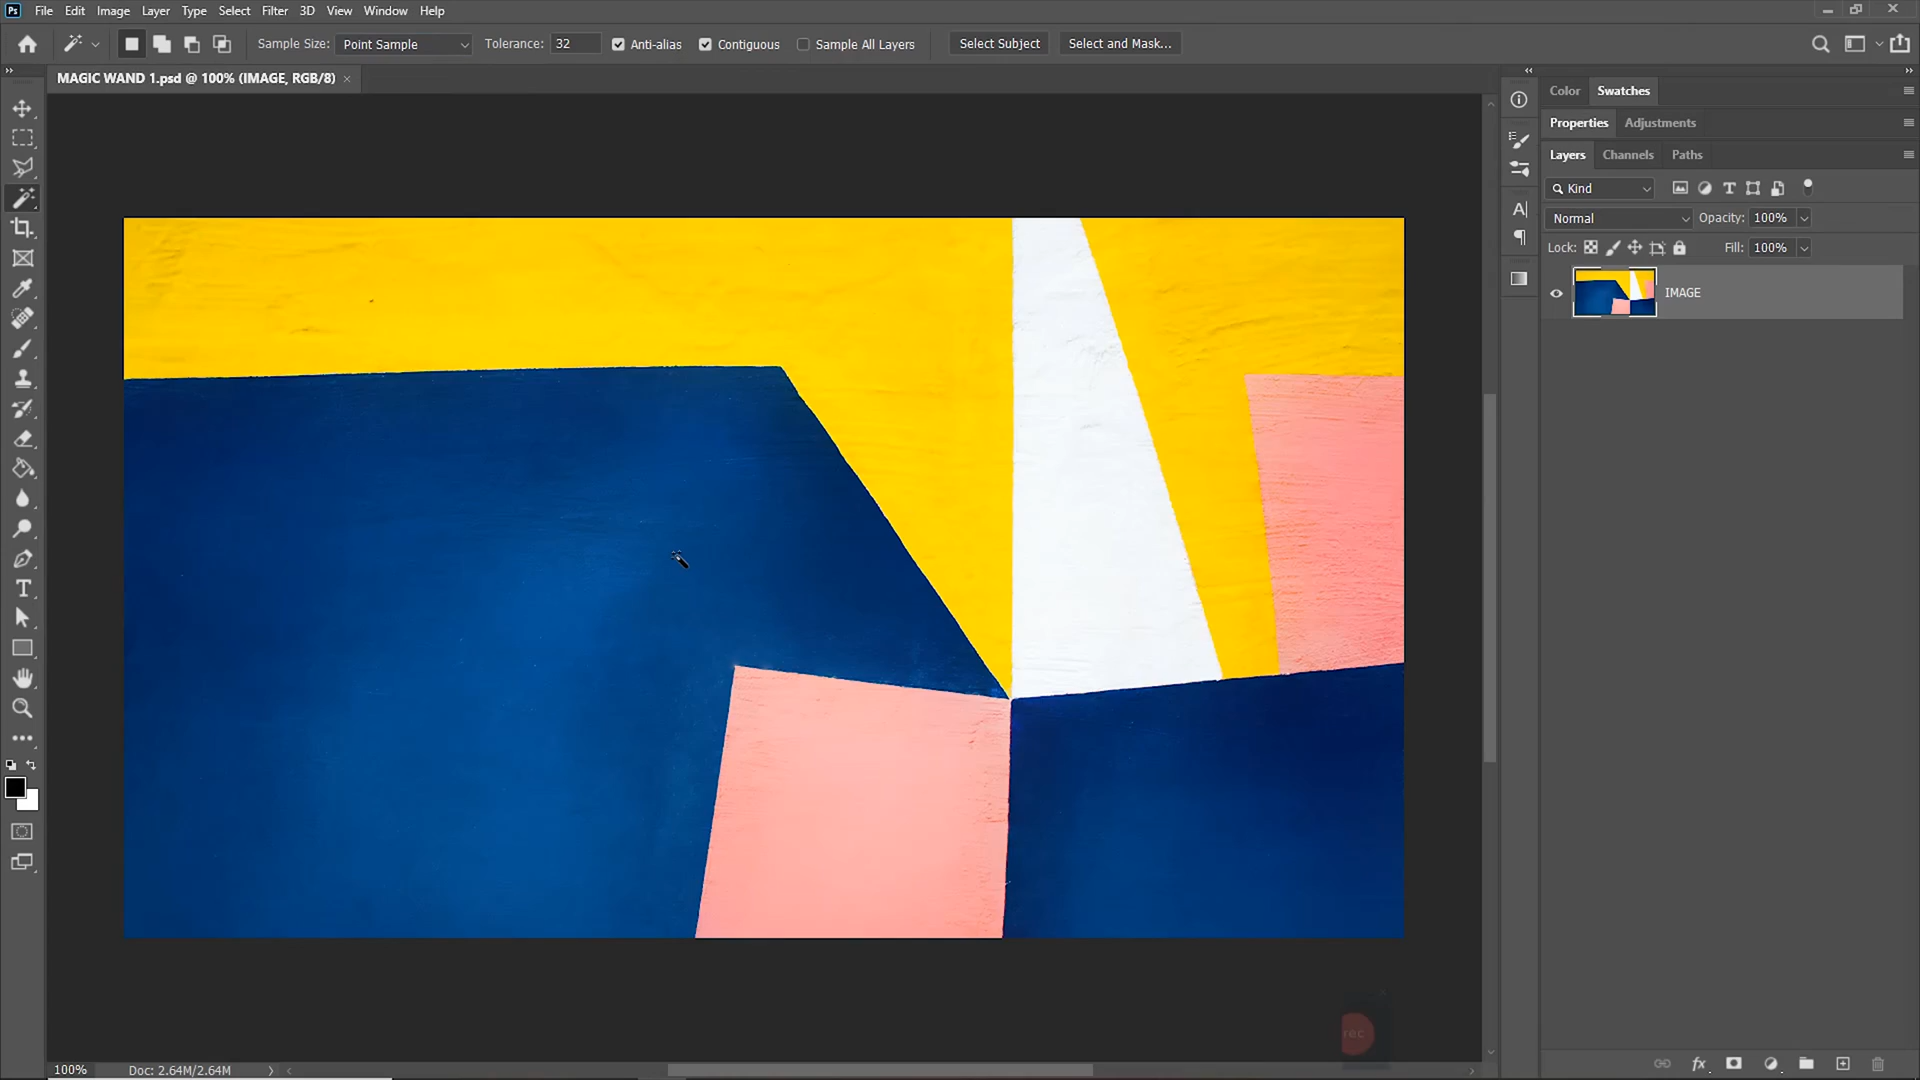 Ps File Edit Image Layer Type Select Filter 3D View Window Help
Sample Size: Point Sample Tolerance: 32 Anti-alias Contiguous Sample All Layers Select Subject Select and Mask...
MAGIC WAND 1.psd @ 100% (IMAGE, RGB/8) ×
Color Swatches
Properties Adjustments
Layers Channels Paths
Kind
Normal Opacity: 100%
Lock: Fill: 100%
IMAGE
rec
100% Doc: 2.64M/2.64M